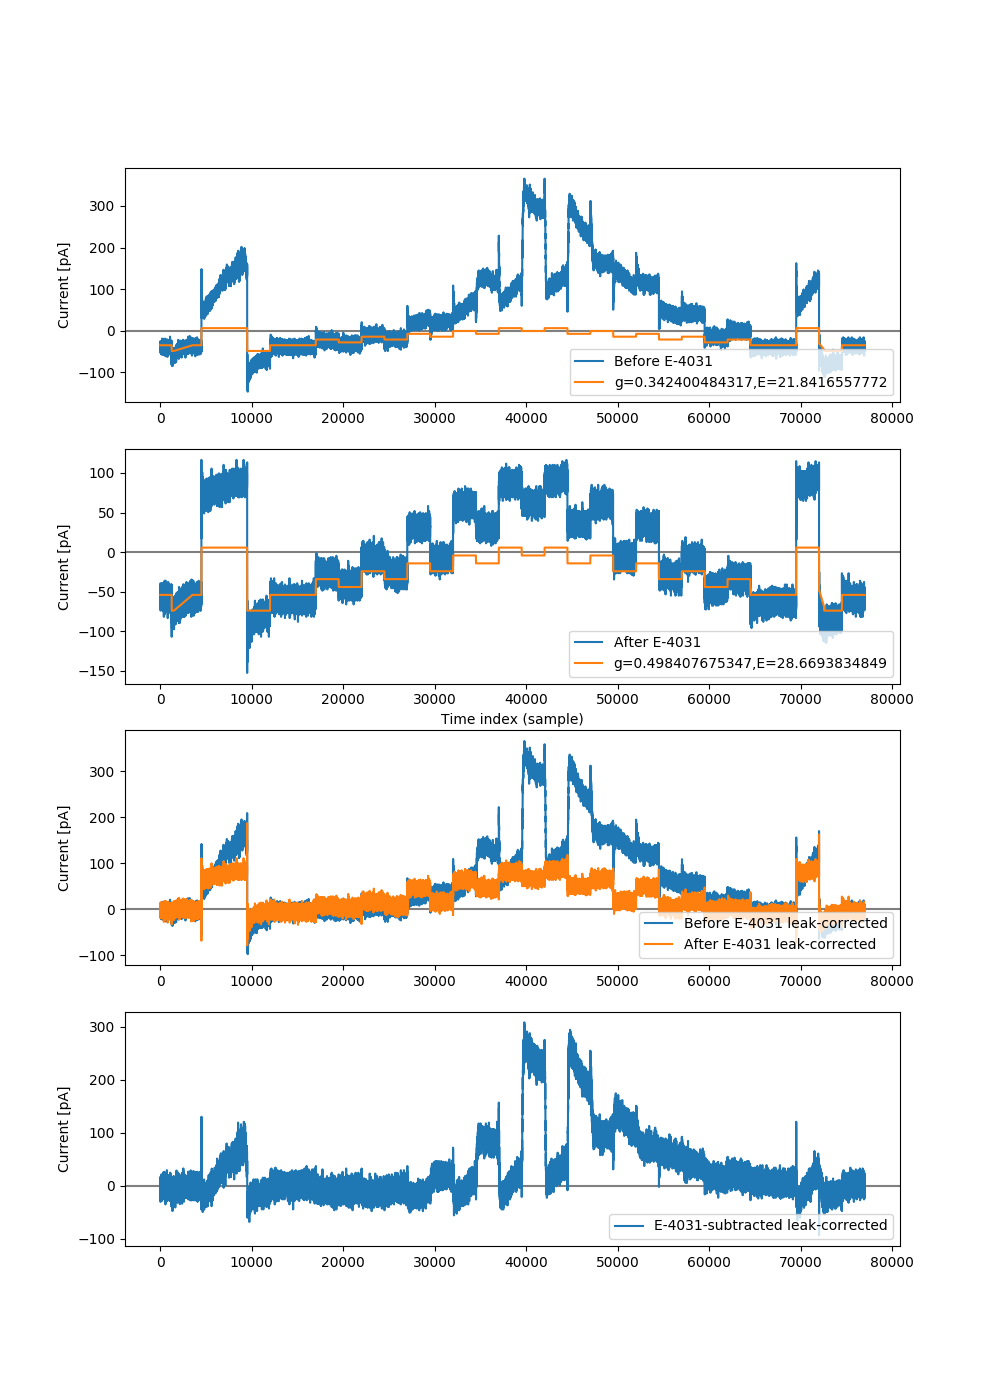 Current [pA]
300
200
100
0
−100
Before E-4031
g=0.342400484317,E=21.8416557772
0 10000 20000 30000 40000 50000 60000 70000 80000
Current [pA]
100
50
0
−50
−100
−150
After E-4031
g=0.498407675347,E=28.6693834849
0 10000 20000 30000 40000 50000 60000 70000 80000
Time index (sample)
Current [pA]
300
200
100
0
−100
Before E-4031 leak-corrected
After E-4031 leak-corrected
0 10000 20000 30000 40000 50000 60000 70000 80000
Current [pA]
300
200
100
0
−100
E-4031-subtracted leak-corrected
0 10000 20000 30000 40000 50000 60000 70000 80000